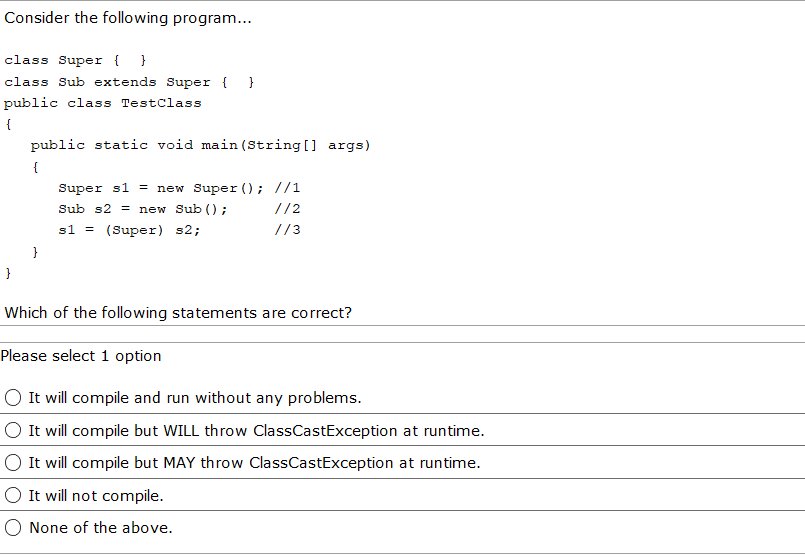 Consider the following program...
class Super {  }
class Sub extends Super {  }
public class TestClass
{
public static void main(String[] args)
{
Super s1 = new Super(); //1
Sub s2 = new Sub();     //2
s1 = (Super) s2;        //3
}
}
Which of the following statements are correct?
Please select 1 option
It will compile and run without any problems.
It will compile but WILL throw ClassCastException at runtime.
It will compile but MAY throw ClassCastException at runtime.
It will not compile.
None of the above.